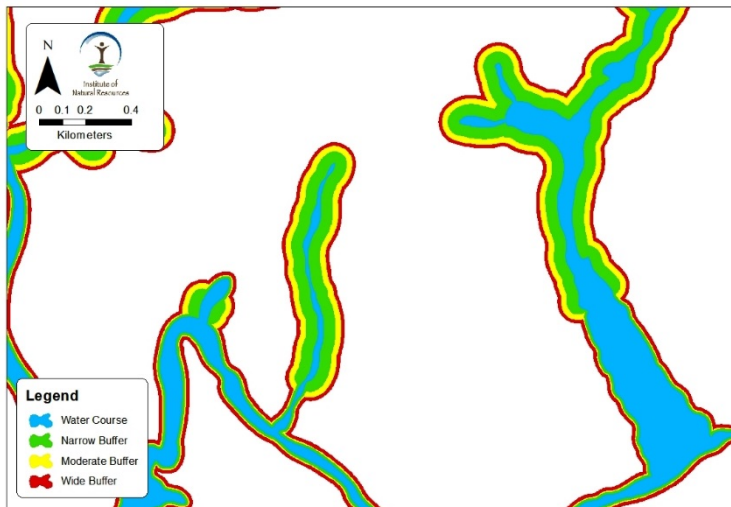 N
Institute of
Natural Resources
0 0.1 0.2 0.4
Kilometers
Legend
Water Course
Narrow Buffer
Moderate Buffer
Wide Buffer